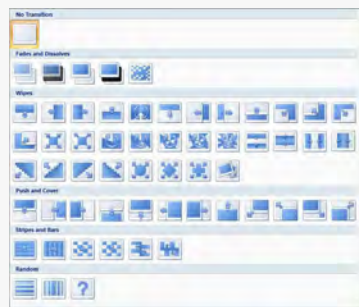 No Transition
Fades and Dissolves
Wipes
Push and Cover
Stripes and Bars
Random
?